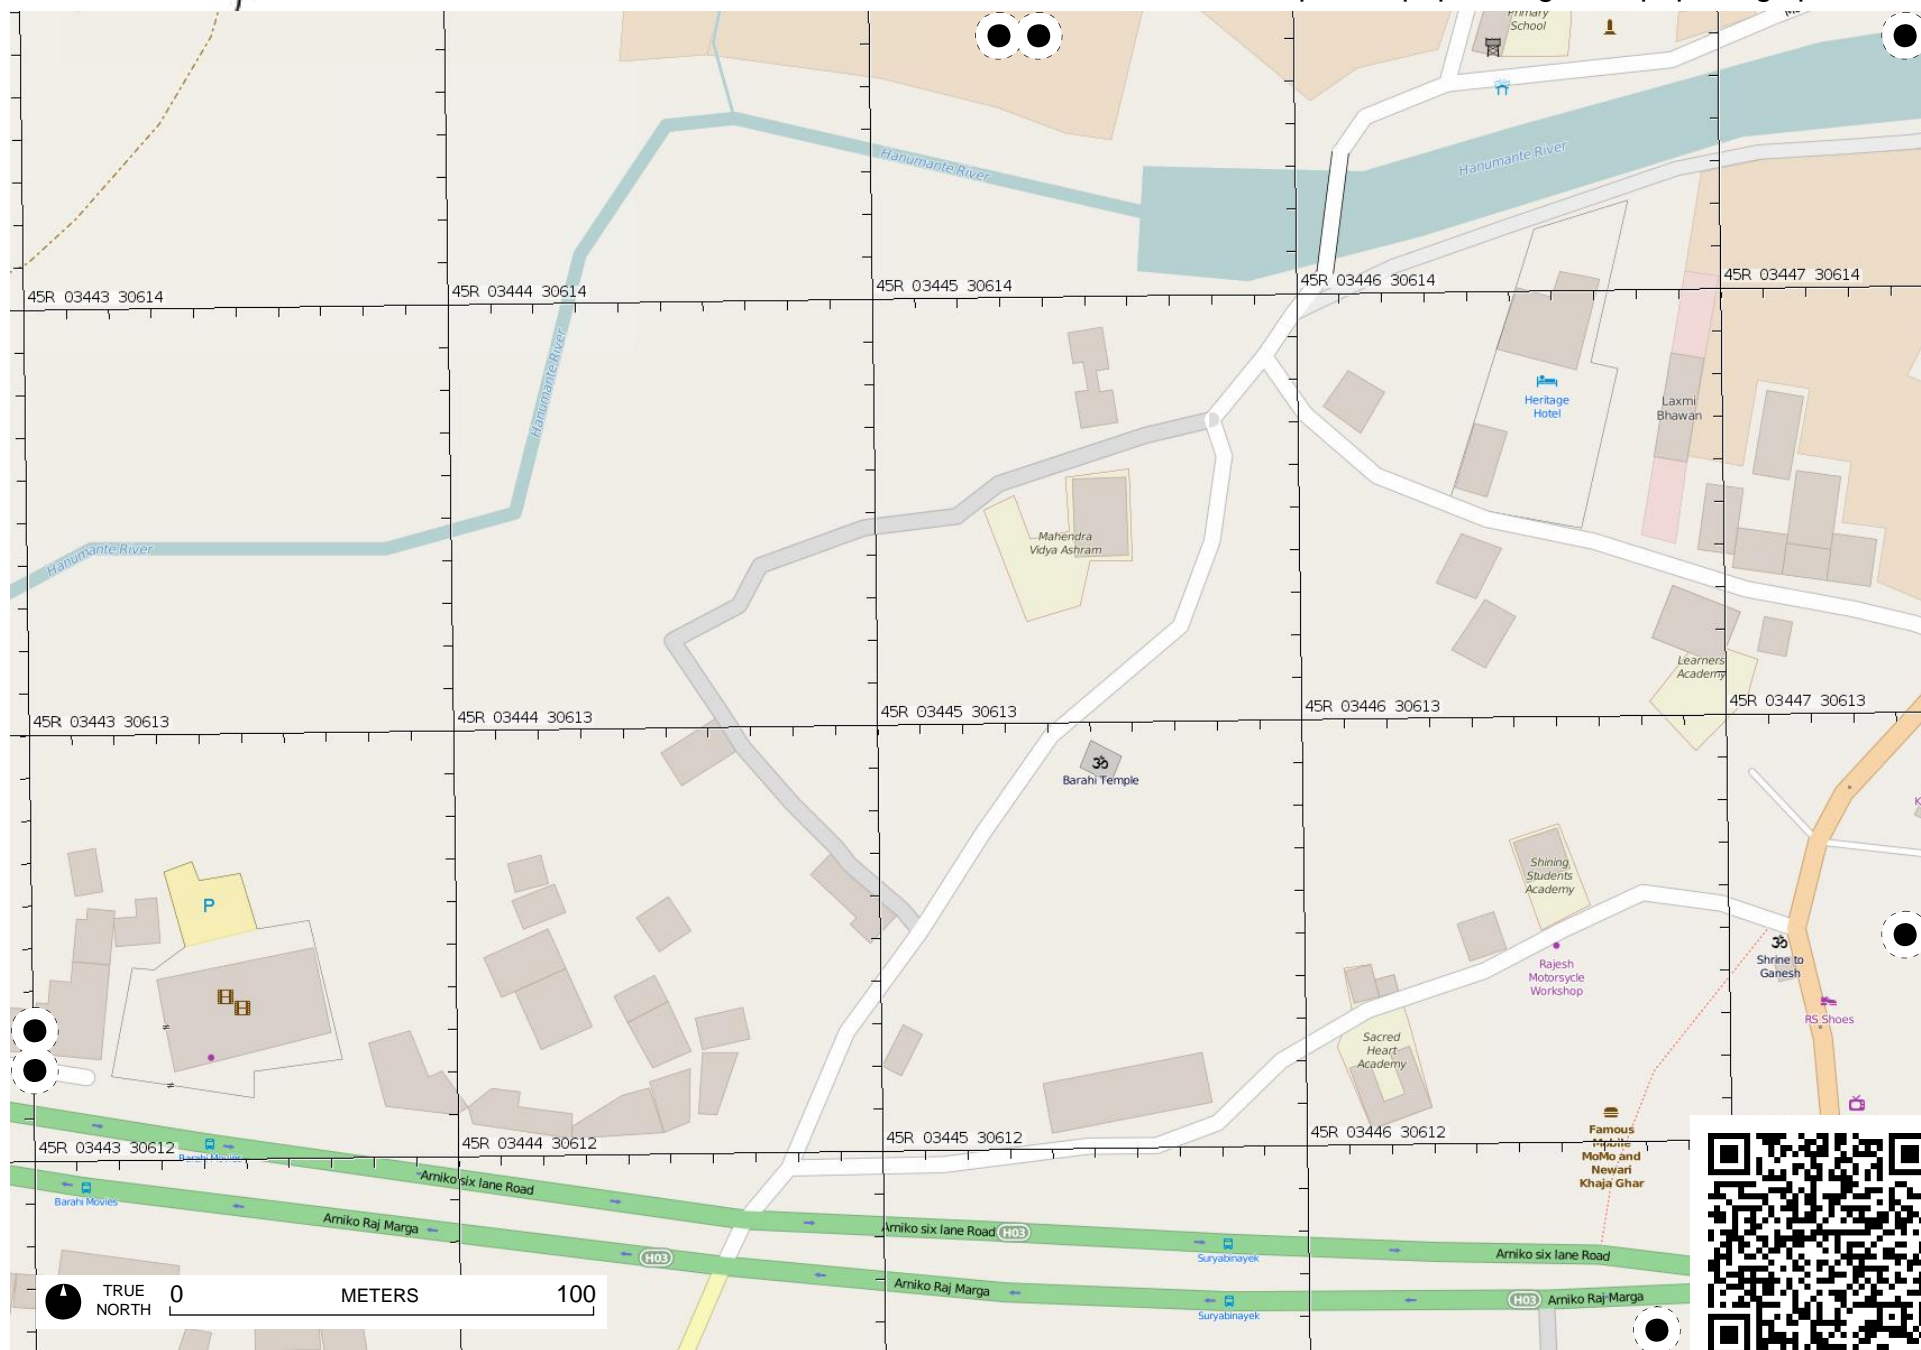 Primary
School
Hanumante River
Hanumante River
45R 03443 30614
45R 03444 30614
45R 03445 30614
45R 03446 30614
45R 03447 30614
Hanumante River
Heritage
Hotel
Laxmi
Bhawan
Mahendra
Vidya Ashram
Hanumante River
Learners
Academy
45R 03443 30613
45R 03444 30613
45R 03445 30613
45R 03446 30613
45R 03447 30613
Barahi Temple
K
Shining
Students
Academy
P
Shrine to
Ganesh
Rajesh
Motorsycle
Workshop
RS Shoes
Sacred
Heart
Academy
45R 03443 30612
45R 03444 30612
45R 03445 30612
45R 03446 30612
Famous
Mobile
MoMo and
Newari
Khaja Ghar
Barahi Movies
Barahi Movies
Arniko six lane Road
Arniko Raj Marga
H03
Arniko six lane Road
H03
Suryabinayek
Arniko six lane Road
Arniko Raj Marga
Suryabinayek
H03
Arniko Raj Marga
TRUE
NORTH
0 METERS 100